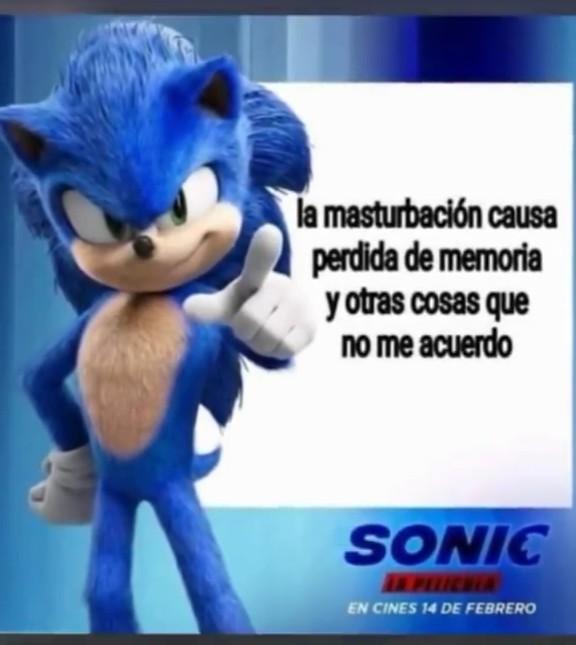 la masturbación causa
perdida de memoria
y otras cosas que
no me acuerdo
SONIC
LA PELICULA
EN CINES 14 DE FEBRERO